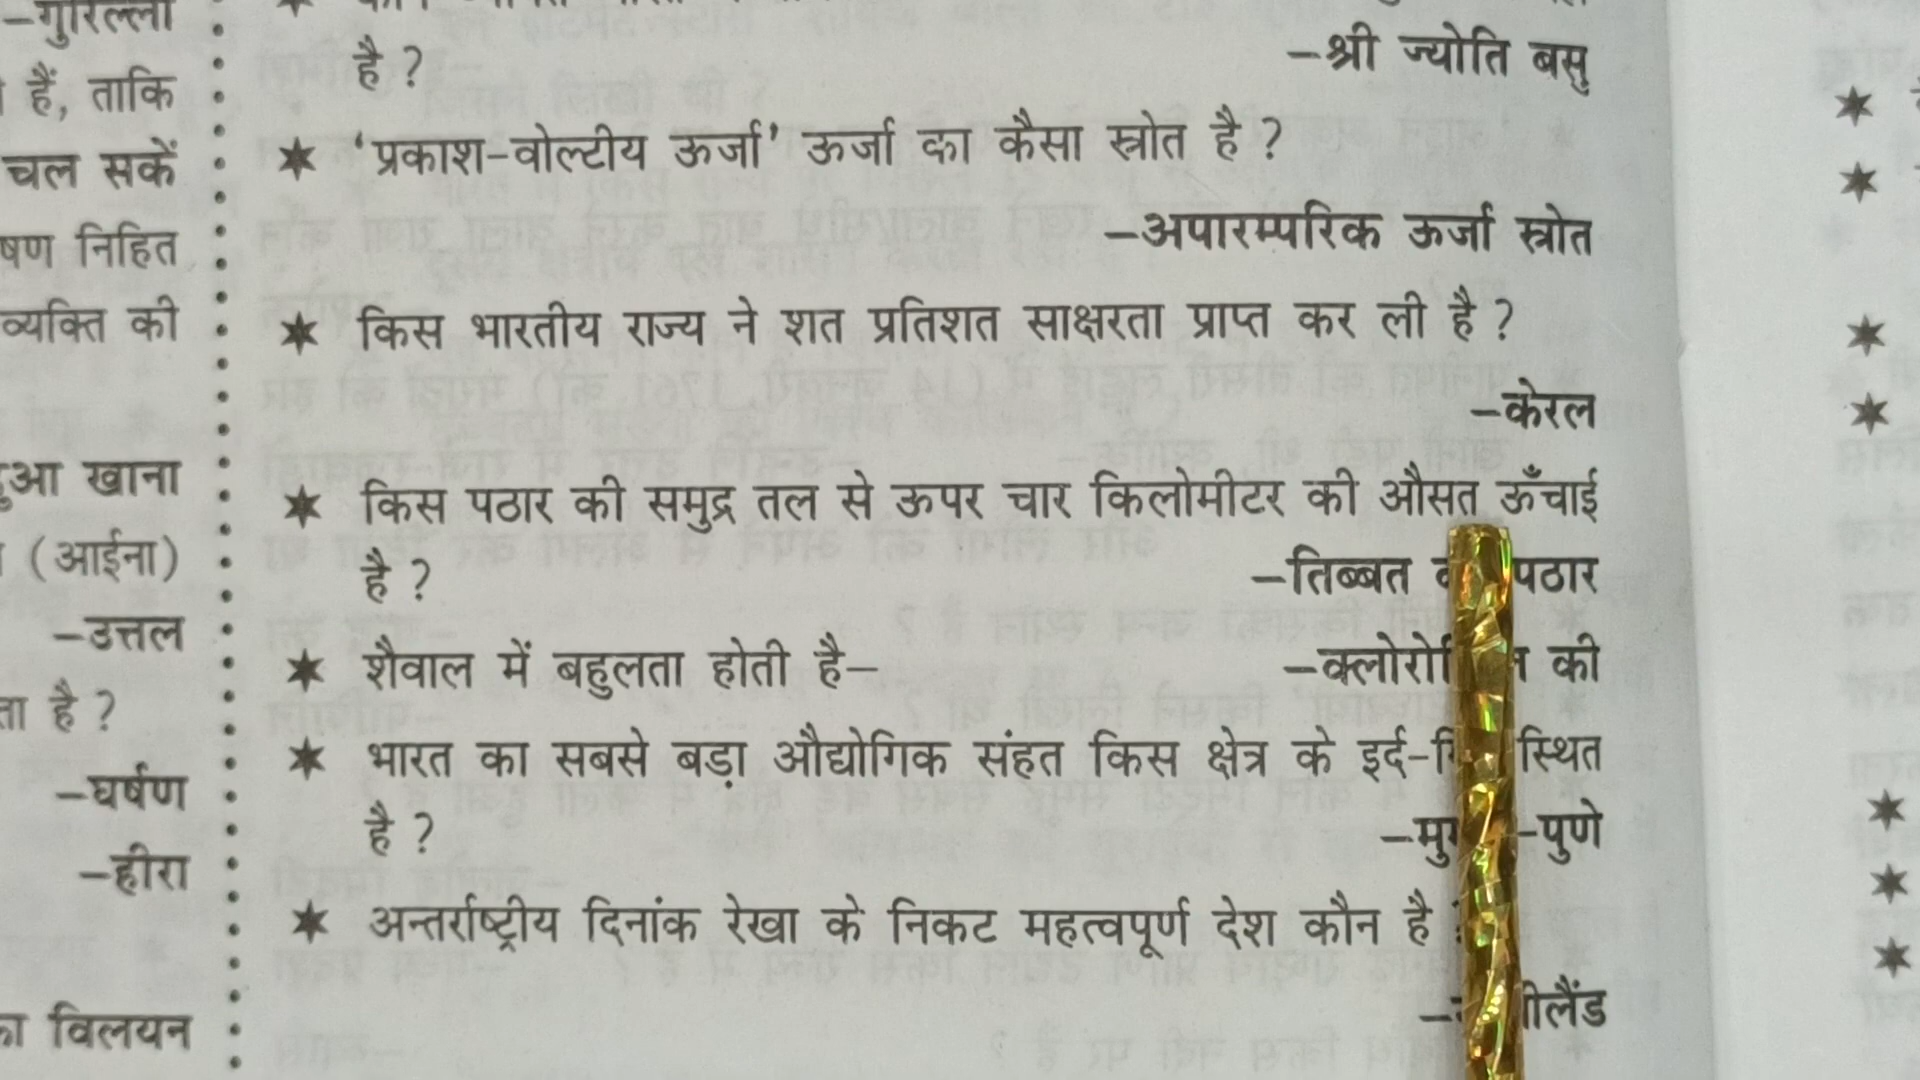 –गुरिल्ला
हैं, ताकि
चल सकें
षण निहित
व्यक्ति की
हुआ खाना
(आईना)
–उत्तल
ता है ?
–घर्षण
–हीरा
का विलयन
है ? –श्री ज्योति बसु
★ 'प्रकाश-वोल्टीय ऊर्जा' ऊर्जा का कैसा स्त्रोत है ?
–अपारम्परिक ऊर्जा स्त्रोत
★ किस भारतीय राज्य ने शत प्रतिशत साक्षरता प्राप्त कर ली है ?
–केरल
★ किस पठार की समुद्र तल से ऊपर चार किलोमीटर की औसत ऊँचाई
है ? –तिब्बत पठार
★ शैवाल में बहुलता होती है– की
★ भारत का सबसे बड़ा औद्योगिक संहत किस क्षेत्र के इर्द- स्थित
है ? –पुणे
★ अन्तर्राष्ट्रीय दिनांक रेखा के निकट महत्वपूर्ण देश कौन है